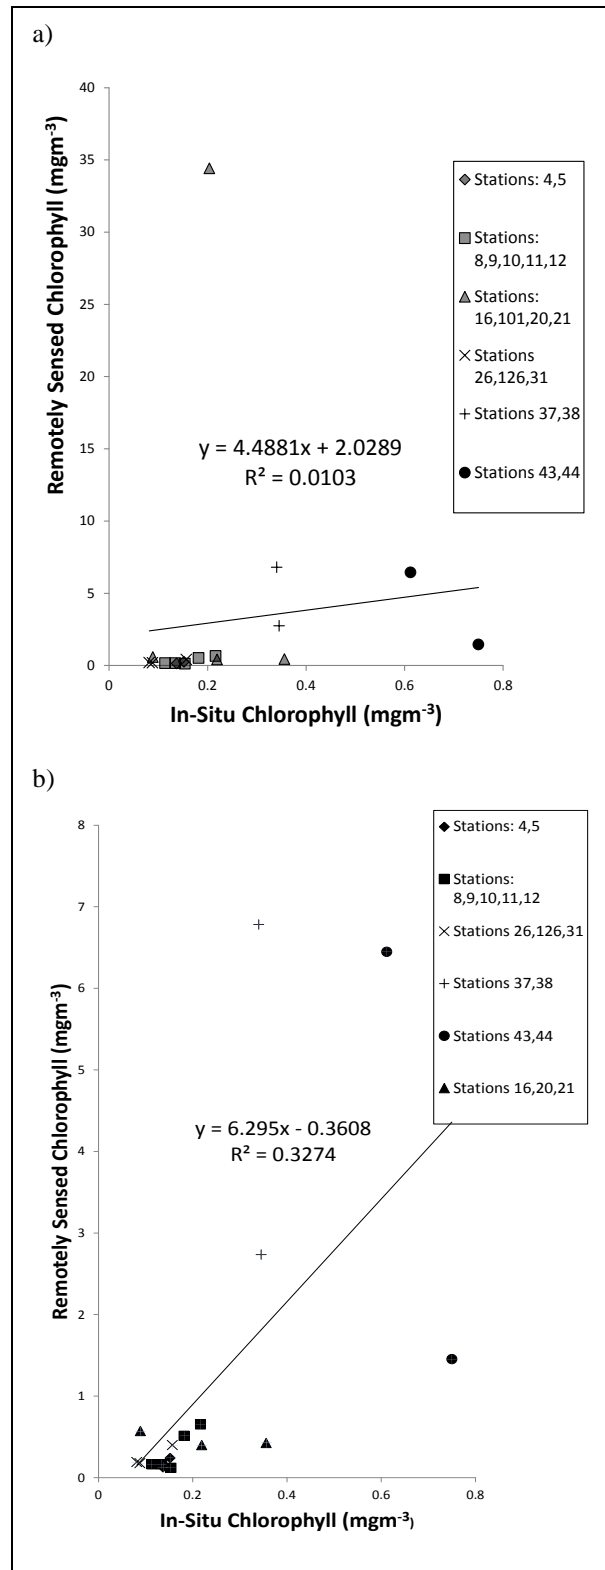 a)
40
35
30
25
20
15
10
5
0
Remotely Sensed Chlorophyll (mgm⁻³)
Stations: 4,5
Stations:
8,9,10,11,12
Stations:
16,101,20,21
Stations
26,126,31
Stations 37,38
Stations 43,44
y = 4.4881x + 2.0289
R² = 0.0103
0 0.2 0.4 0.6 0.8
In-Situ Chlorophyll (mgm⁻³)
b)
8
7
6
5
4
3
2
1
0
Remotely Sensed Chlorophyll (mgm⁻³)
Stations: 4,5
Stations:
8,9,10,11,12
Stations 26,126,31
Stations 37,38
Stations 43,44
Stations 16,20,21
y = 6.295x - 0.3608
R² = 0.3274
0 0.2 0.4 0.6 0.8
In-Situ Chlorophyll (mgm⁻³)